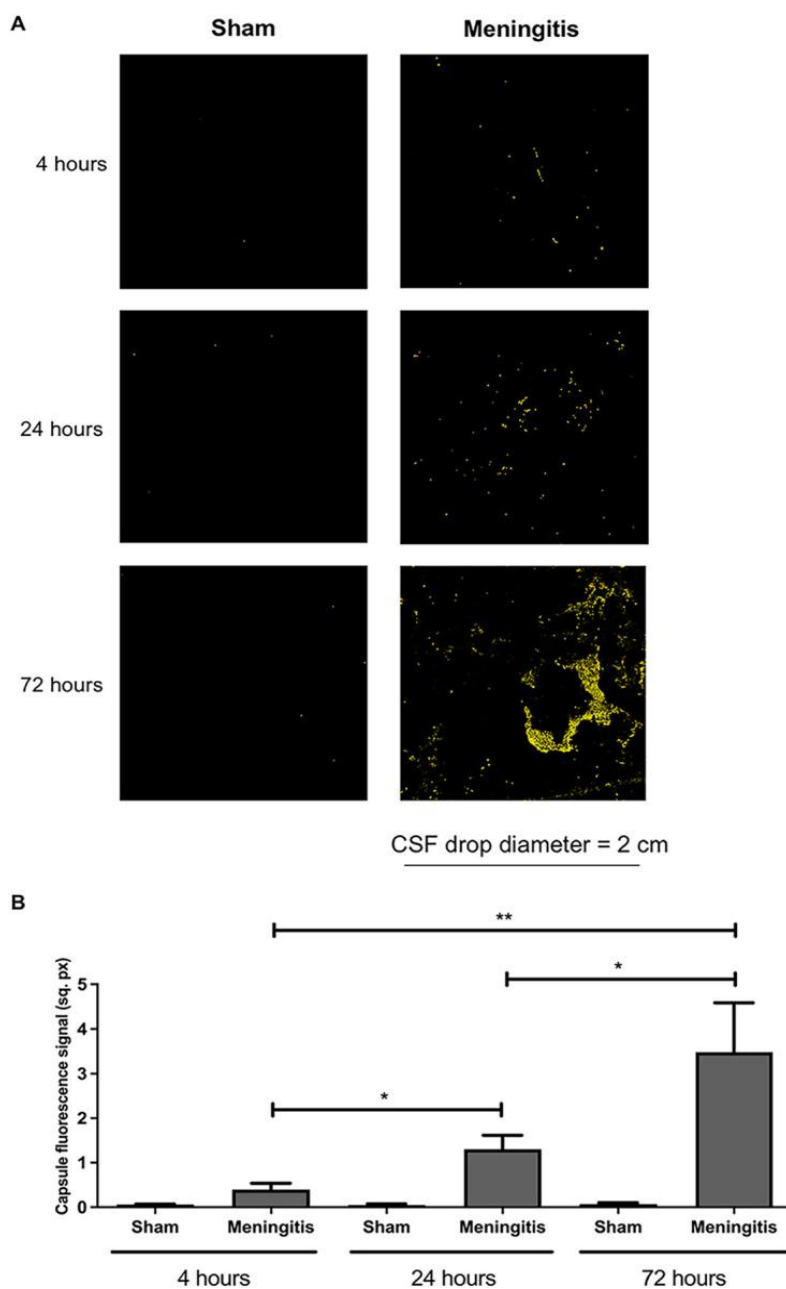 A
Sham Meningitis
4 hours
24 hours
72 hours
CSF drop diameter = 2 cm
B
**
*
*
Capsule fluorescence signal (sq. px)
5
4
3
2
1
0
Sham Meningitis Sham Meningitis Sham Meningitis
4 hours 24 hours 72 hours